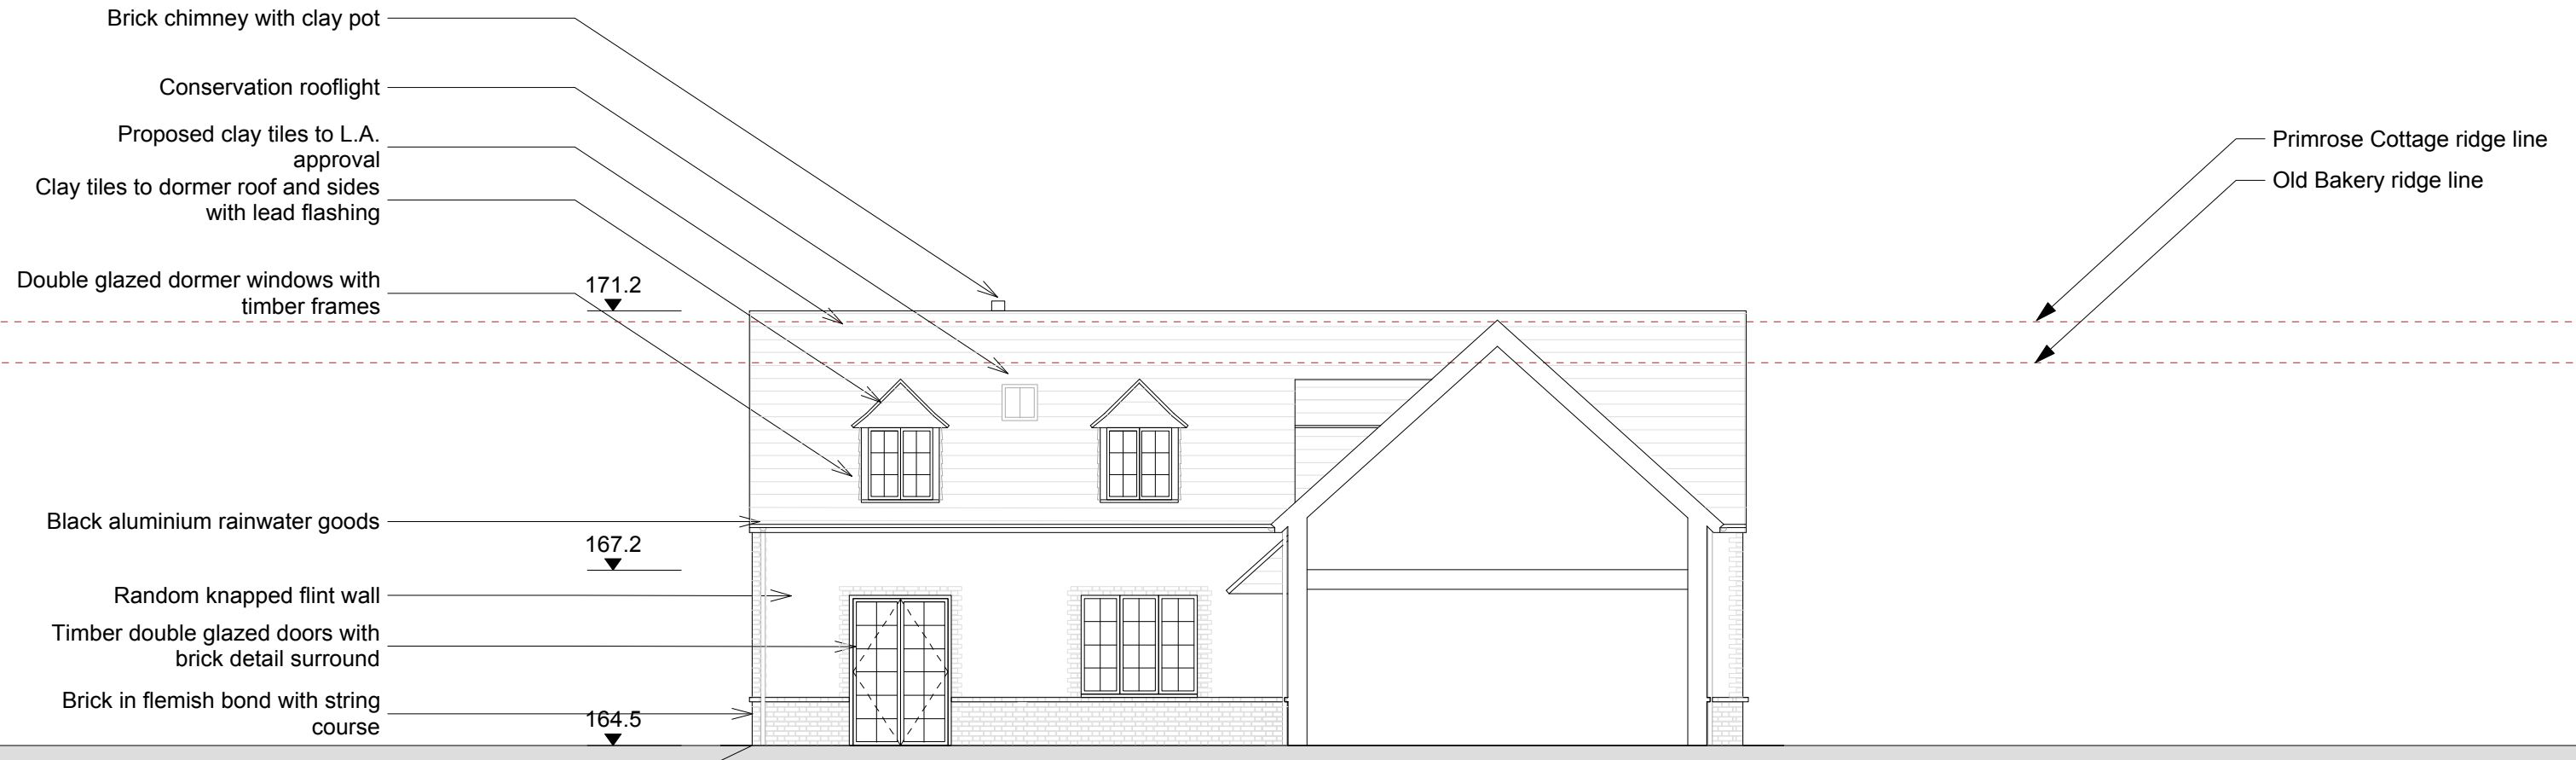 Brick chimney with clay pot
Conservation rooflight
Proposed clay tiles to L.A.
approval
Clay tiles to dormer roof and sides
with lead flashing
Double glazed dormer windows with
timber frames
Black aluminium rainwater goods
Random knapped flint wall
Timber double glazed doors with
brick detail surround
Brick in flemish bond with string
course
171.2
167.2
164.5
Primrose Cottage ridge line
Old Bakery ridge line